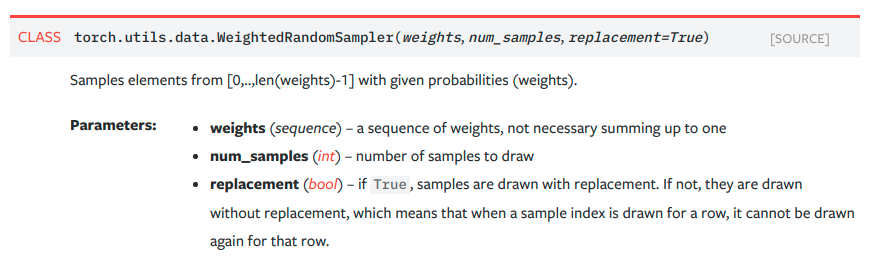 CLASS torch.utils.data.WeightedRandomSampler(weights, num_samples, replacement=True) [SOURCE]
Samples elements from [0,..,len(weights)-1] with given probabilities (weights).
Parameters:
• weights (sequence) – a sequence of weights, not necessary summing up to one
• num_samples (int) – number of samples to draw
• replacement (bool) – if True, samples are drawn with replacement. If not, they are drawn
without replacement, which means that when a sample index is drawn for a row, it cannot be drawn
again for that row.